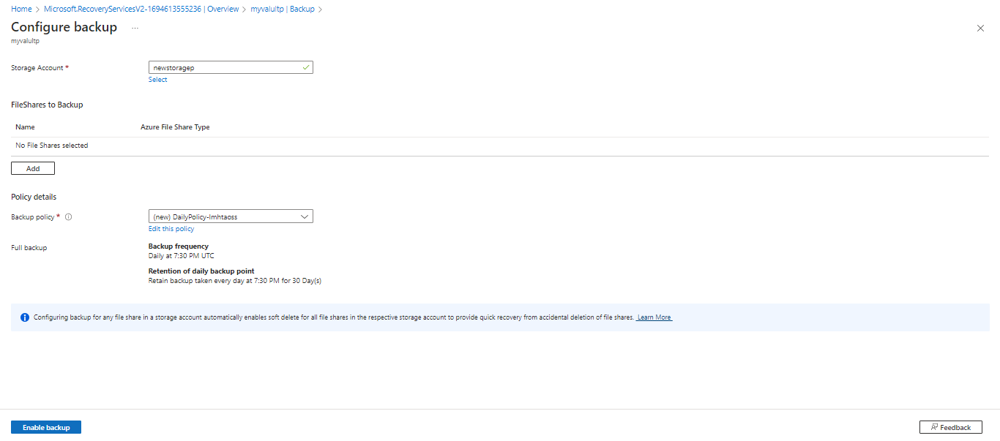 Home > Microsoft.RecoveryServicesV2-1694613555236 | Overview > myvalultp | Backup >
Configure backup ...
myvalultp
Storage Account *
newstoragep
Select
FileShares to Backup
Name Azure File Share Type
No File Shares selected
Add
Policy details
Backup policy *
(new) DailyPolicy-lmhtaoss
Edit this policy
Full backup
Backup frequency
Daily at 7:30 PM UTC
Retention of daily backup point
Retain backup taken every day at 7:30 PM for 30 Day(s)
Configuring backup for any file share in a storage account automatically enables soft delete for all file shares in the respective storage account to provide quick recovery from accidental deletion of file shares. Learn More
Enable backup
Feedback